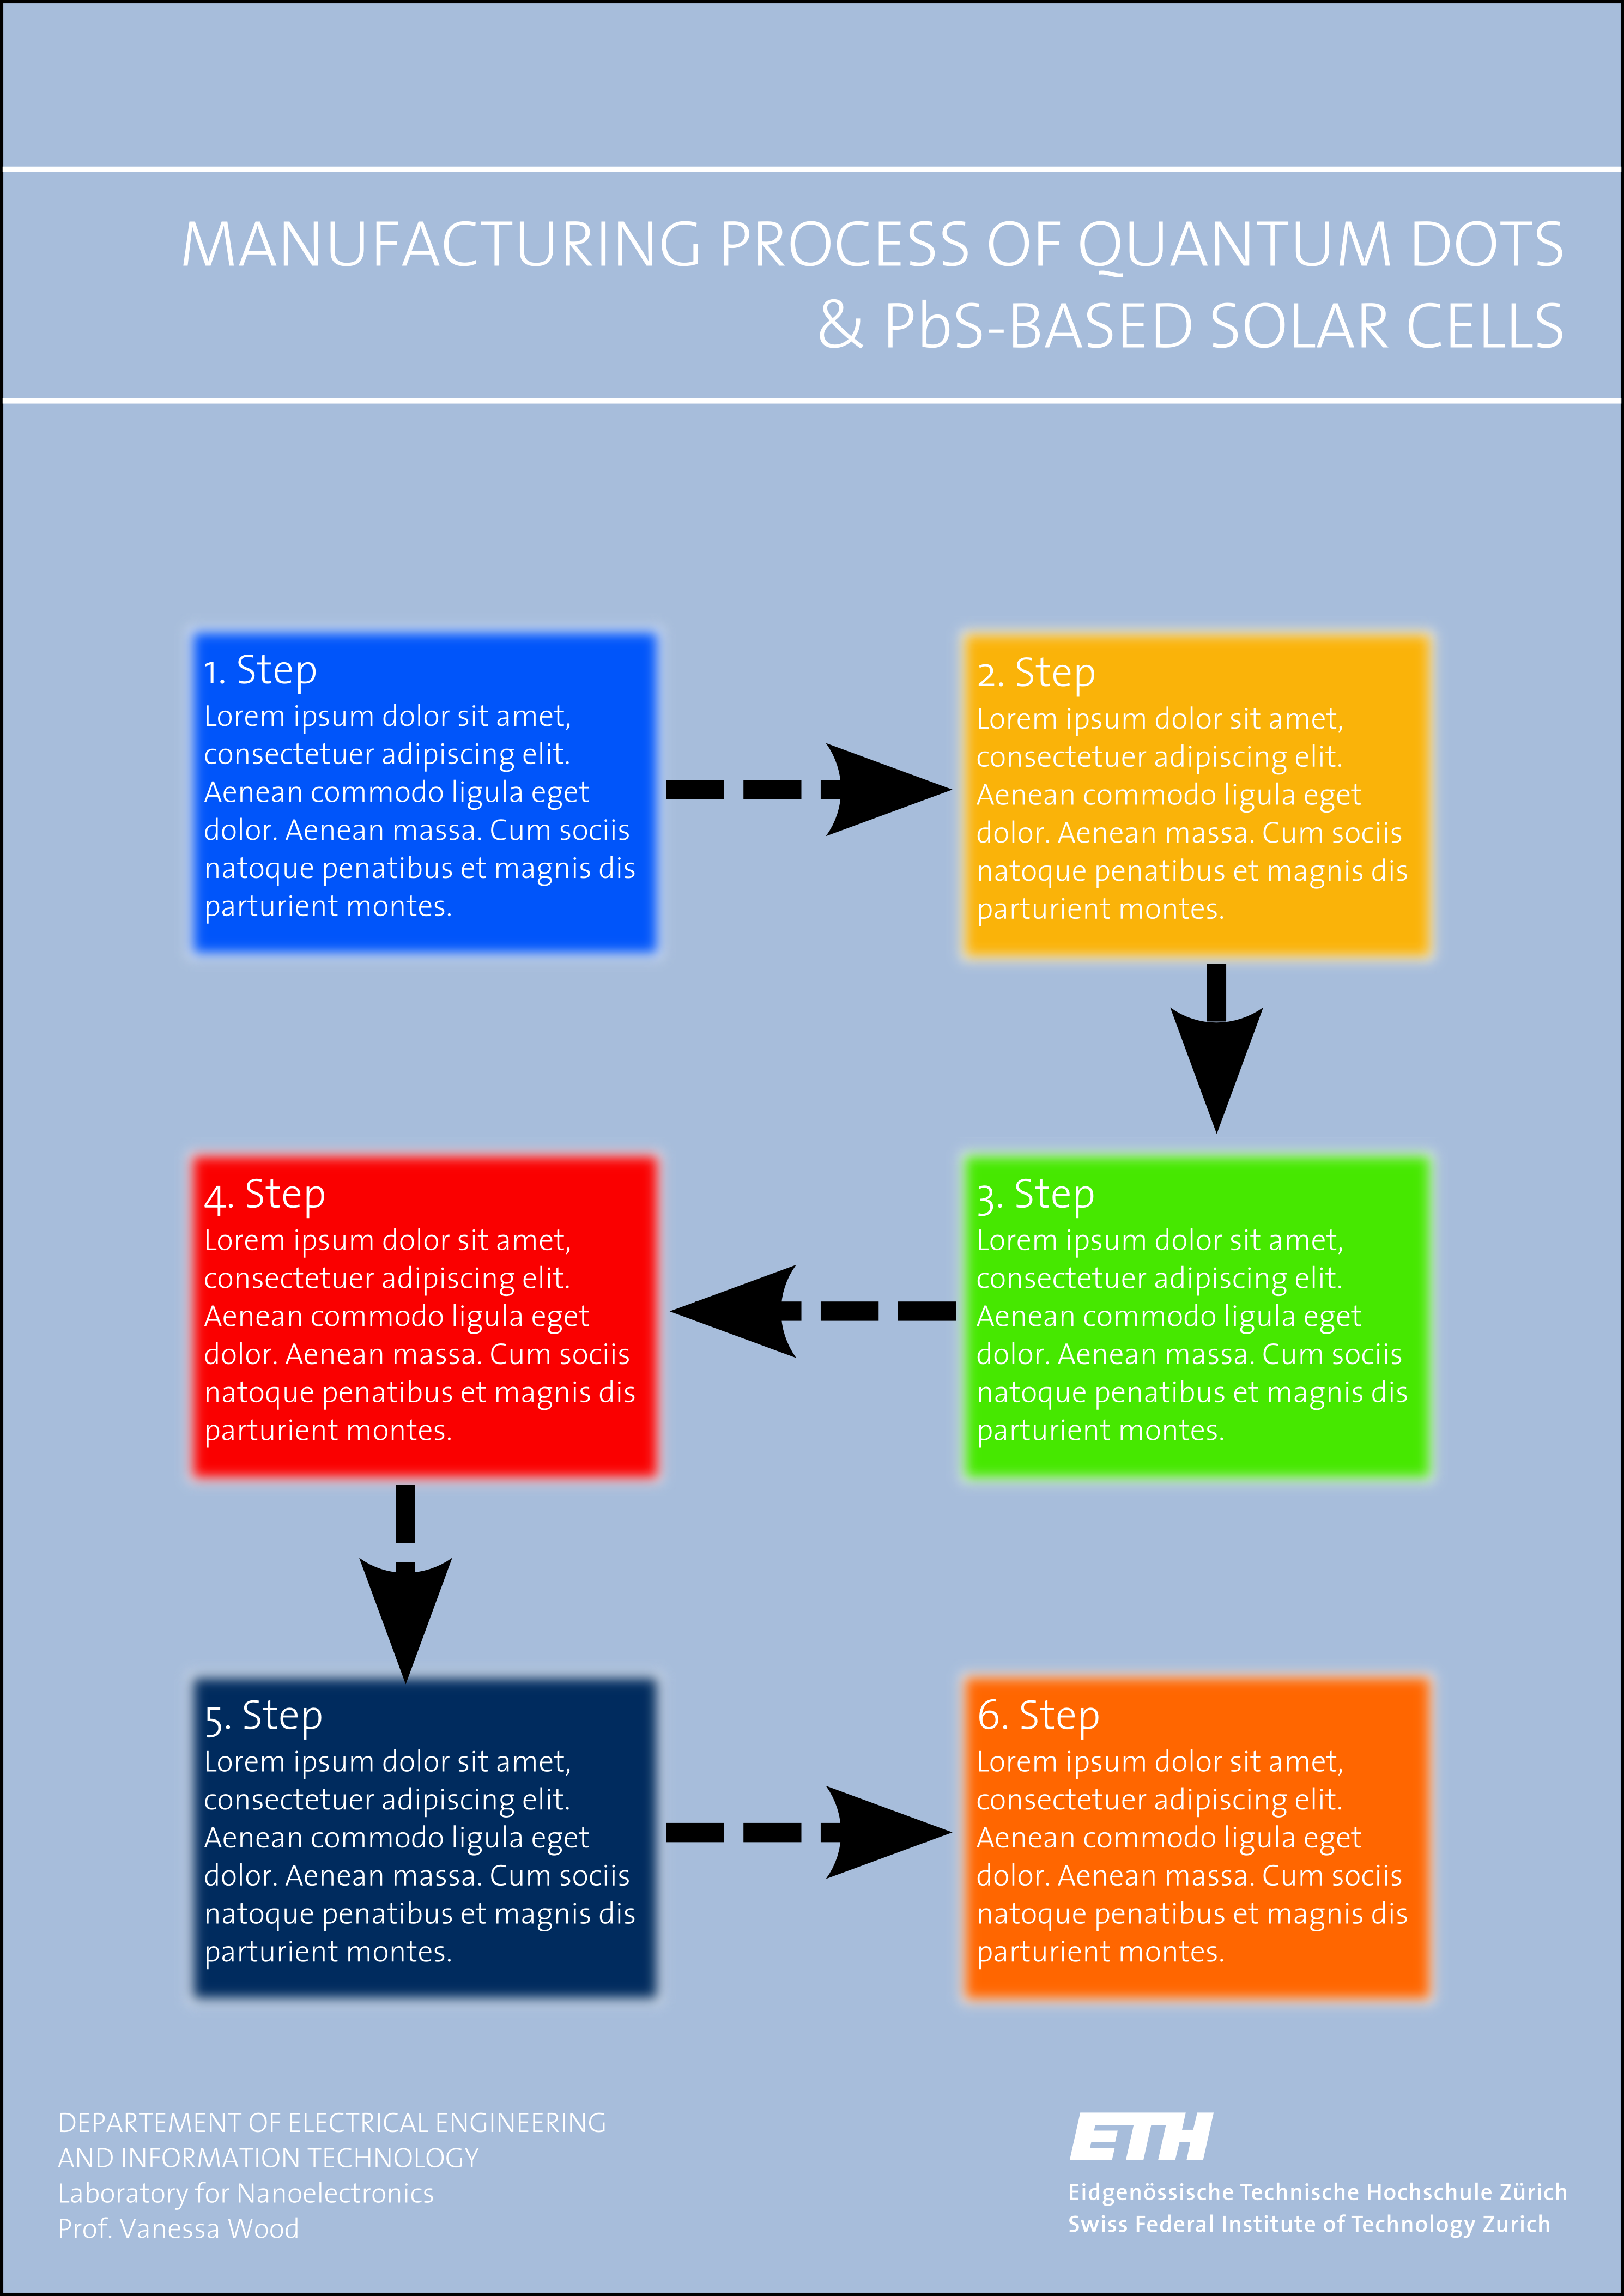 MANUFACTURING PROCESS OF QUANTUM DOTS
& PbS-BASED SOLAR CELLS
1. Step
Lorem ipsum dolor sit amet,
consectetuer adipiscing elit.
Aenean commodo ligula eget
dolor. Aenean massa. Cum sociis
natoque penatibus et magnis dis
parturient montes.
2. Step
Lorem ipsum dolor sit amet,
consectetuer adipiscing elit.
Aenean commodo ligula eget
dolor. Aenean massa. Cum sociis
natoque penatibus et magnis dis
parturient montes.
3. Step
Lorem ipsum dolor sit amet,
consectetuer adipiscing elit.
Aenean commodo ligula eget
dolor. Aenean massa. Cum sociis
natoque penatibus et magnis dis
parturient montes.
4. Step
Lorem ipsum dolor sit amet,
consectetuer adipiscing elit.
Aenean commodo ligula eget
dolor. Aenean massa. Cum sociis
natoque penatibus et magnis dis
parturient montes.
5. Step
Lorem ipsum dolor sit amet,
consectetuer adipiscing elit.
Aenean commodo ligula eget
dolor. Aenean massa. Cum sociis
natoque penatibus et magnis dis
parturient montes.
6. Step
Lorem ipsum dolor sit amet,
consectetuer adipiscing elit.
Aenean commodo ligula eget
dolor. Aenean massa. Cum sociis
natoque penatibus et magnis dis
parturient montes.
DEPARTEMENT OF ELECTRICAL ENGINEERING
AND INFORMATION TECHNOLOGY
Laboratory for Nanoelectronics
Prof. Vanessa Wood
ETH
Eidgenössische Technische Hochschule Zürich
Swiss Federal Institute of Technology Zurich